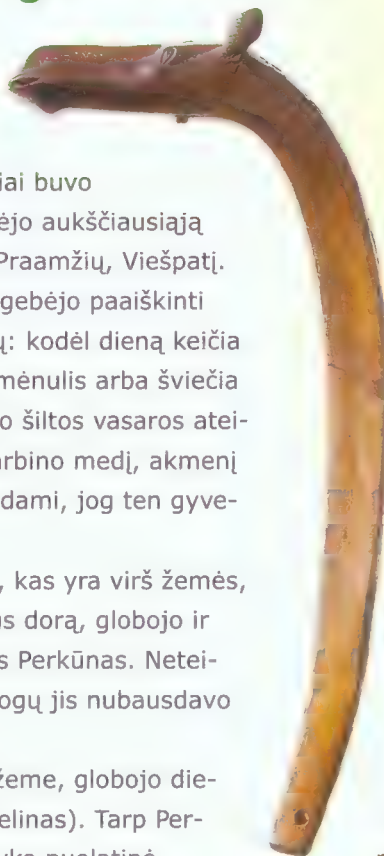 iai buvo
ėjo aukščiausiąją
Praamžių, Viešpatį.
gebėjo paaiškinti
ų: kodėl dieną keičia
mėnulis arba šviečia
o šiltos vasaros atei-
arbino medį, akmenį
dami, jog ten gyve-
, kas yra virš žemės,
is dorą, globojo ir
s Perkūnas. Netei-
ogų jis nubausdavo
žeme, globojo die-
elinas). Tarp Per-